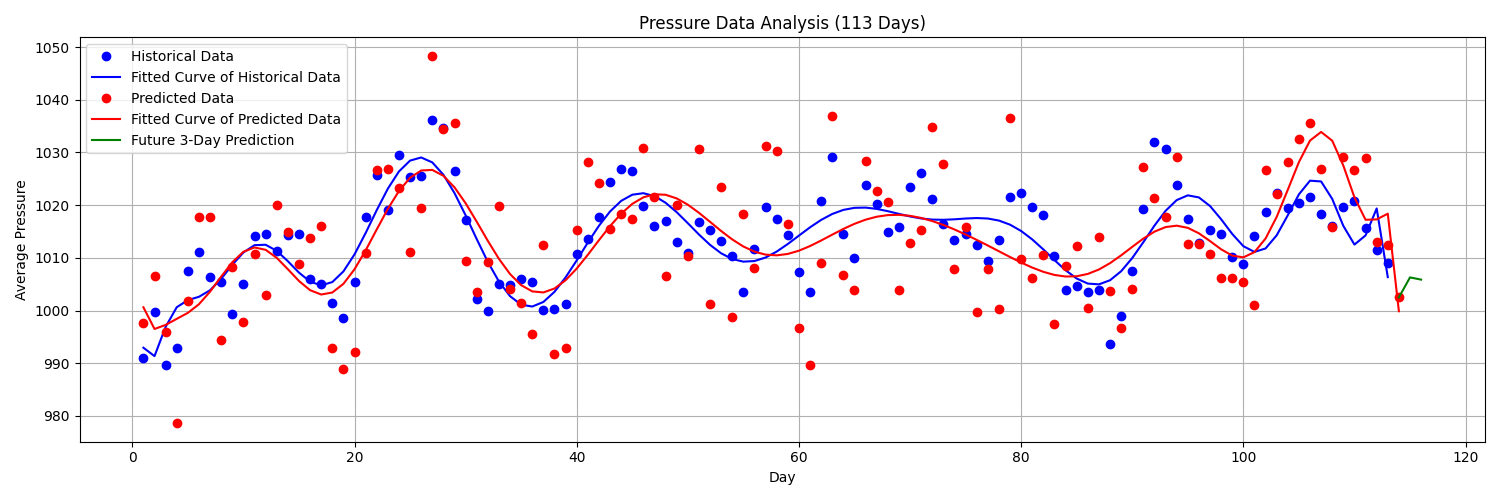 Pressure Data Analysis (113 Days)
Historical Data
Fitted Curve of Historical Data
Predicted Data
Fitted Curve of Predicted Data
Future 3-Day Prediction
Average Pressure
1050
1040
1030
1020
1010
1000
990
980
0 20 40 60 80 100 120
Day